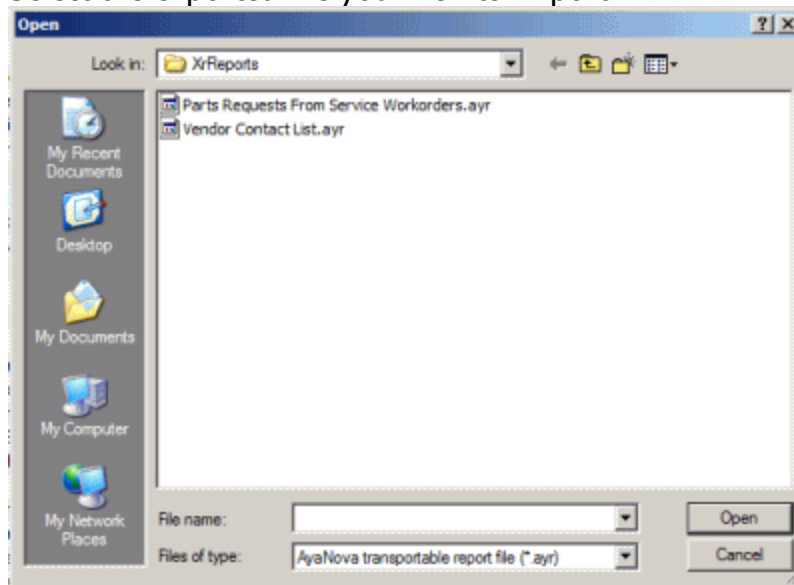 Open
Look in:
XrReports
My Recent
Documents
Desktop
My Documents
My Computer
My Network
Places
Parts Requests From Service Workorders.ayr
Vendor Contact List.ayr
File name:
Open
Files of type:
AyaNova transportable report file (*.ayr)
Cancel